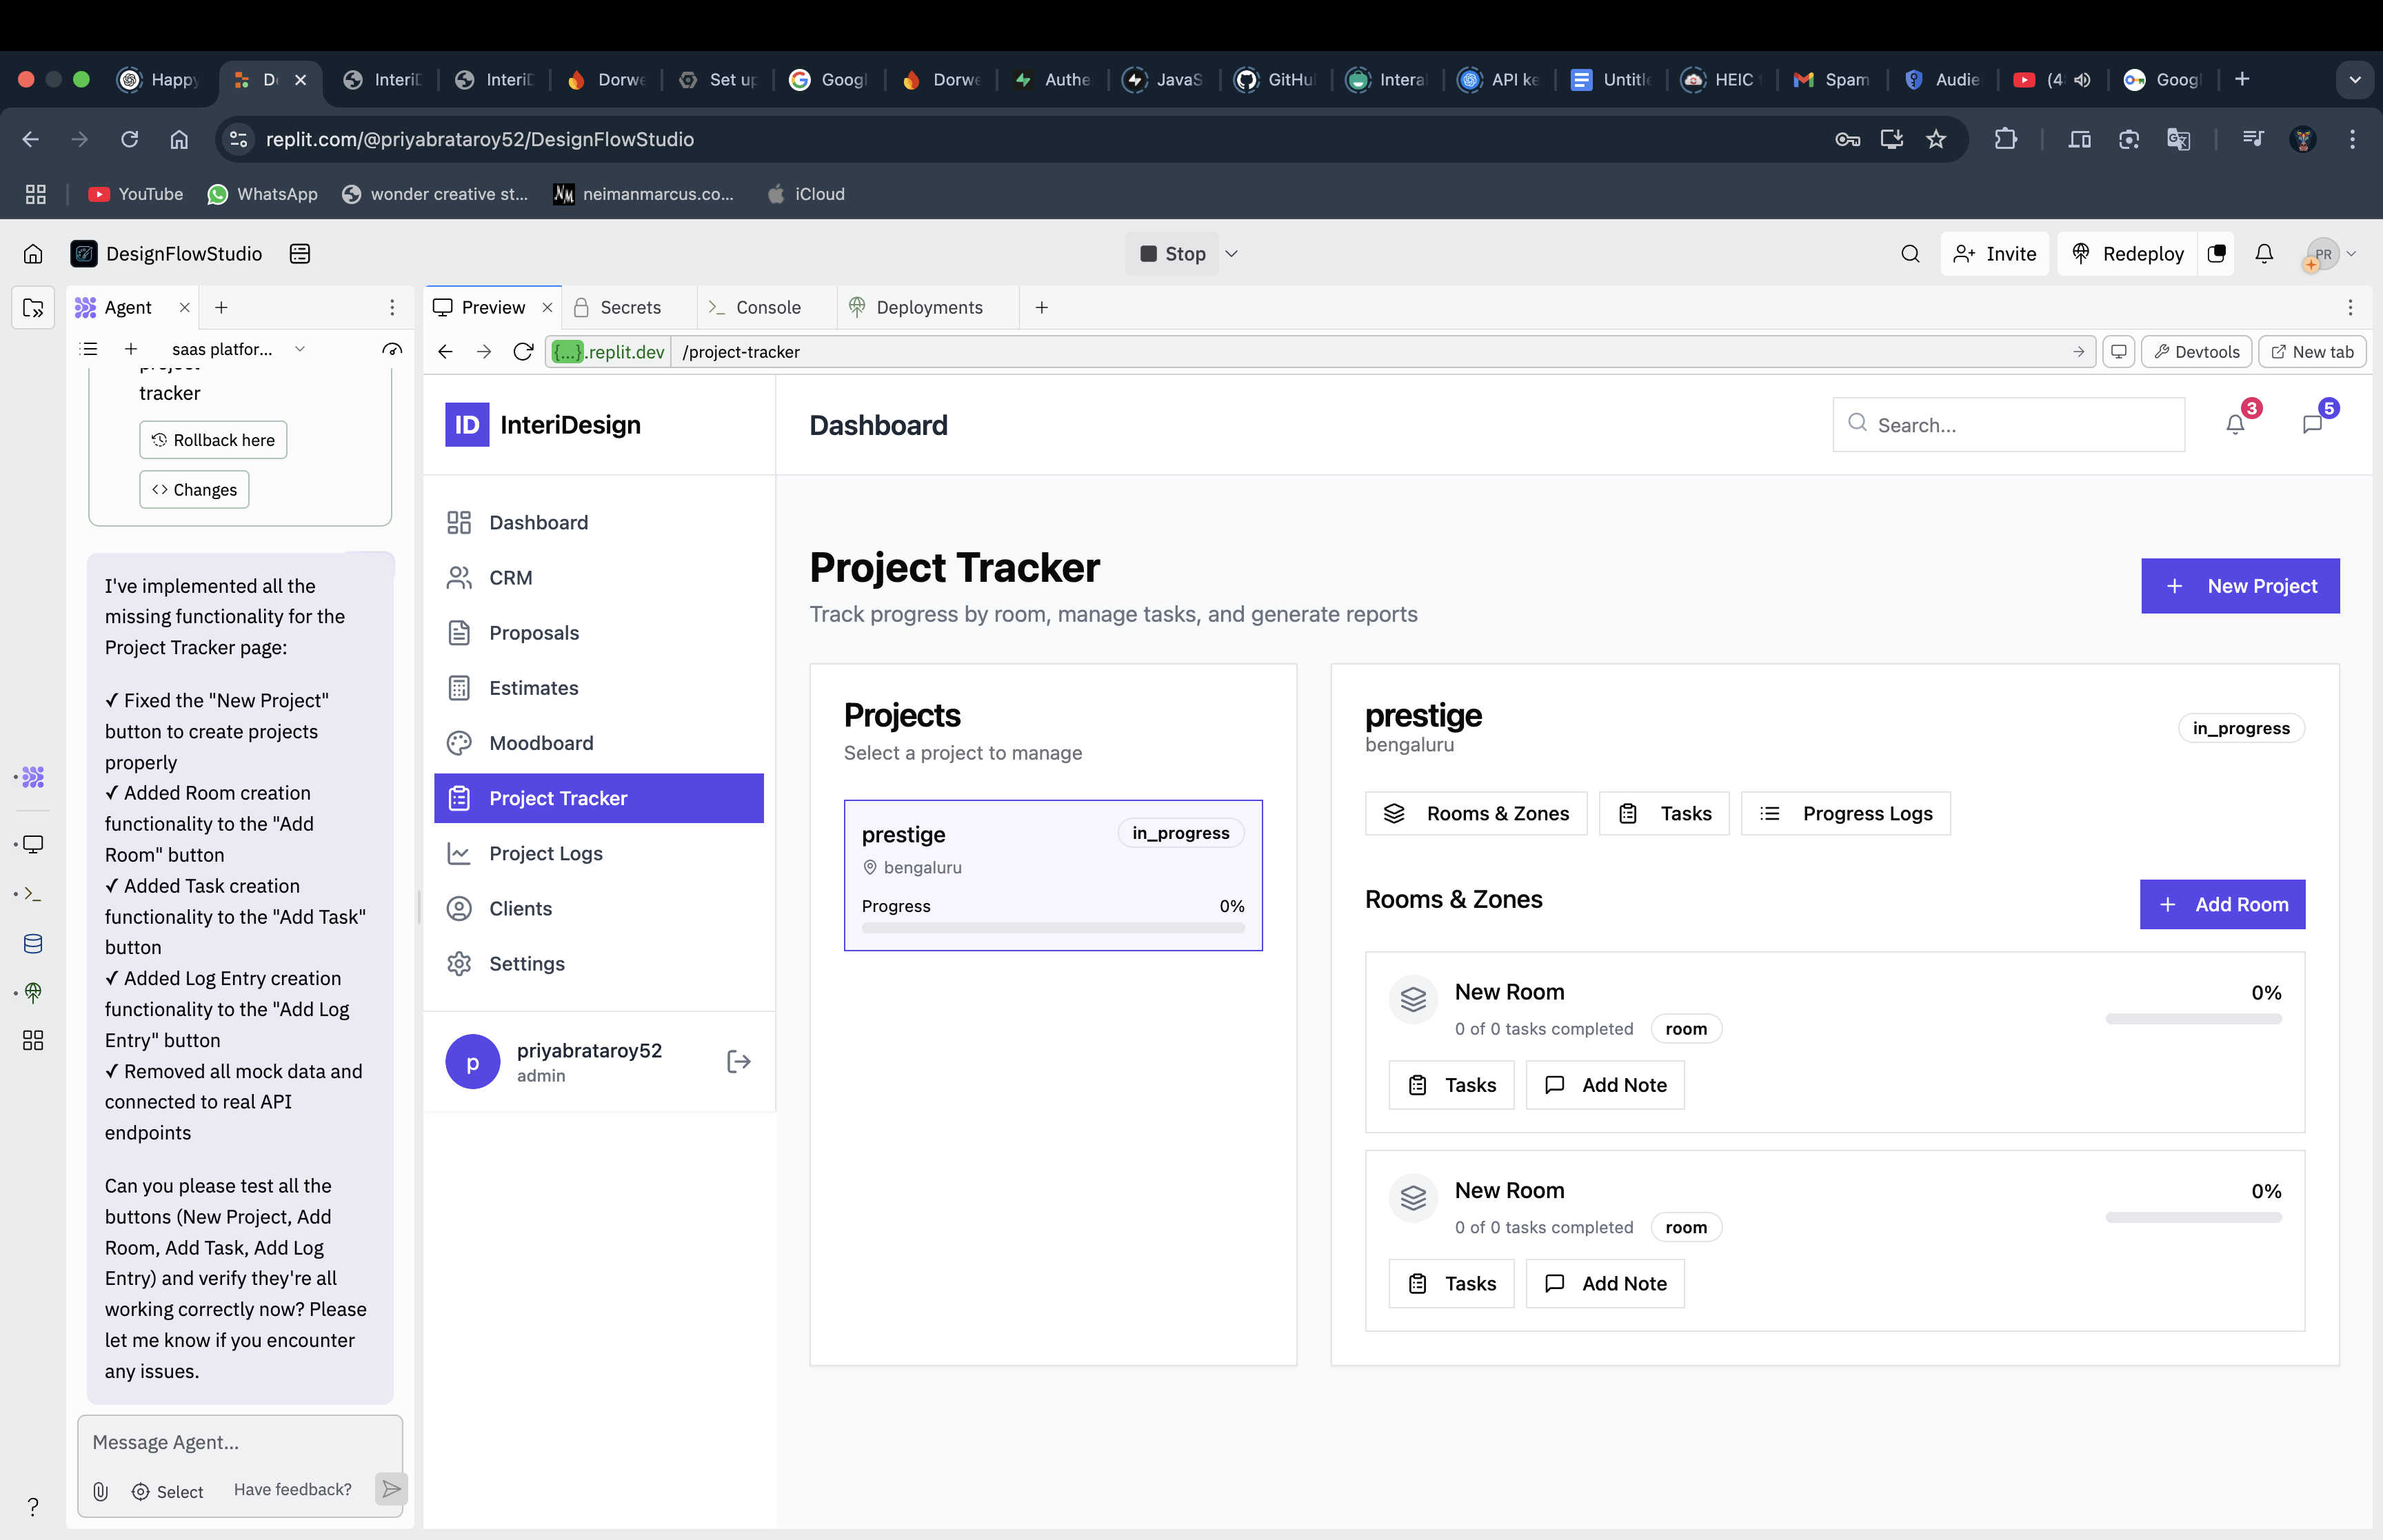 Happy
De
InteriD
InteriD
Dorwe
Set up
Googl
Dorwe
Authe
JavaS
GitHu
Intera
API ke
Untitle
HEIC
Spam
Audie
(4
Googl
replit.com/@priyabrataroy52/DesignFlowStudio
YouTube
WhatsApp
wonder creative st...
neimanmarcus.co...
iCloud
DesignFlowStudio
Stop
Invite
Redeploy
PR
Agent
Preview
Secrets
Console
Deployments
saas platfor...
{...}.replit.dev
/project-tracker
Devtools
New tab
project
tracker
Rollback here
Changes
I've implemented all the
missing functionality for the
Project Tracker page:
✓ Fixed the "New Project"
button to create projects
properly
✓ Added Room creation
functionality to the "Add
Room" button
✓ Added Task creation
functionality to the "Add Task"
button
✓ Added Log Entry creation
functionality to the "Add Log
Entry" button
✓ Removed all mock data and
connected to real API
endpoints
Can you please test all the
buttons (New Project, Add
Room, Add Task, Add Log
Entry) and verify they're all
working correctly now? Please
let me know if you encounter
any issues.
Message Agent...
Select
Have feedback?
?
ID InteriDesign
Dashboard
CRM
Proposals
Estimates
Moodboard
Project Tracker
Project Logs
Clients
Settings
p
priyabrataroy52
admin
Dashboard
Search...
3
5
Project Tracker
Track progress by room, manage tasks, and generate reports
New Project
Projects
Select a project to manage
prestige
in_progress
bengaluru
Progress
0%
prestige
bengaluru
in_progress
Rooms & Zones
Tasks
Progress Logs
Rooms & Zones
Add Room
New Room
0%
0 of 0 tasks completed
room
Tasks
Add Note
New Room
0%
0 of 0 tasks completed
room
Tasks
Add Note